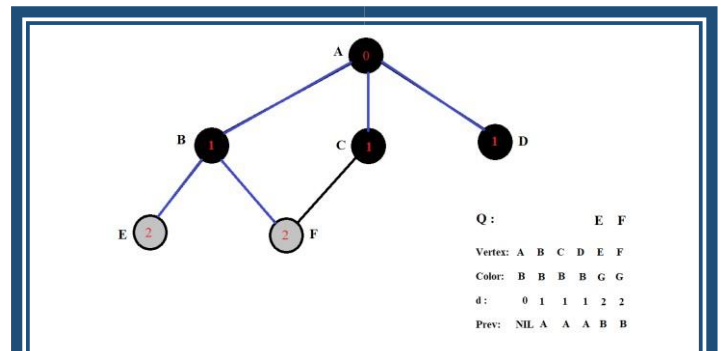 A 0
B 1 C 1 1 D
E 2 2 F
Q : E F
Vertex: A B C D E F
Color: B B B B G G
d : 0 1 1 1 2 2
Prev: NIL A A A B B